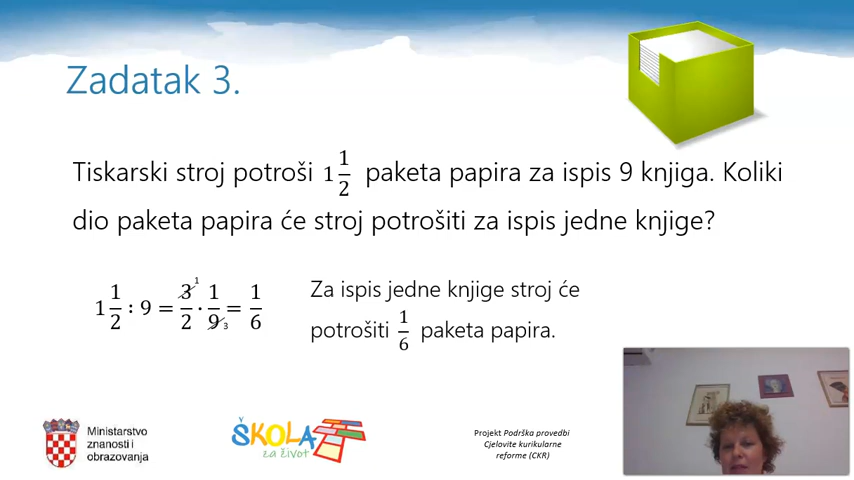 Zadatak 3.
Tiskarski stroj potroši 1 1/2 paketa papira za ispis 9 knjiga. Koliki
dio paketa papira će stroj potrošiti za ispis jedne knjige?
1 1/2 : 9 = 3/2 · 1/9 = 1/6
1
3
Za ispis jedne knjige stroj će
potrošiti 1/6 paketa papira.
Ministarstvo
znanosti i
obrazovanja
ŠKOLA
za život
Projekt Podrška provedbi
Cjelovite kurikularne
reforme (CKR)